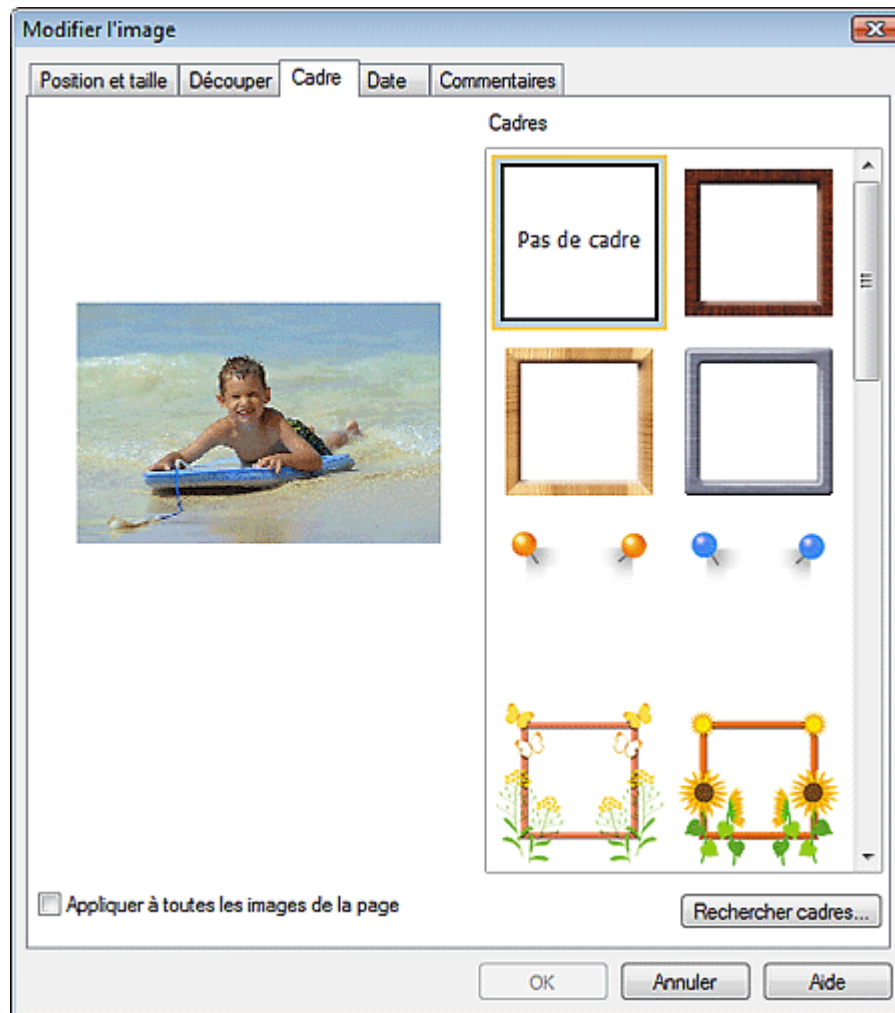 Modifier l'image
Position et taille Découper Cadre Date Commentaires
Cadres
Pas de cadre
Appliquer à toutes les images de la page
Rechercher cadres...
OK Annuler Aide